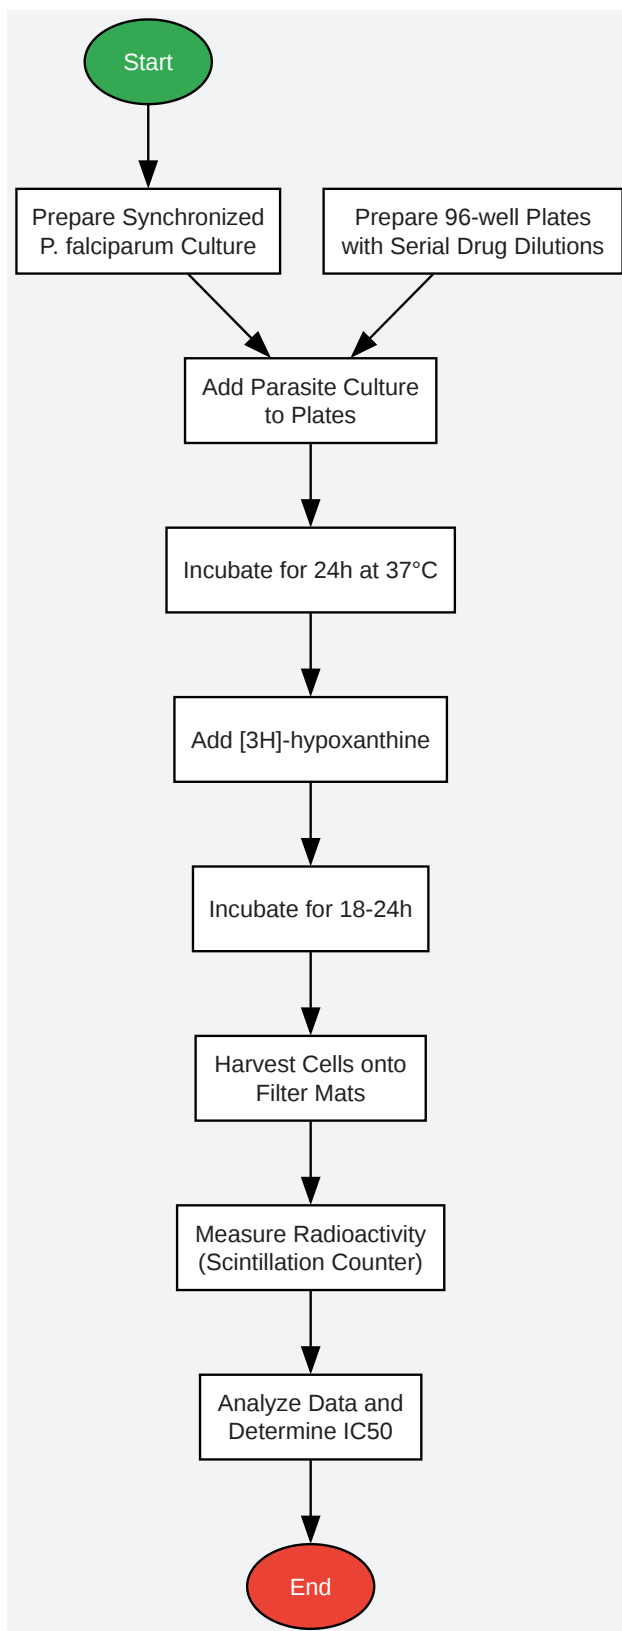 Start
Prepare Synchronized
P. falciparum Culture
Prepare 96-well Plates
with Serial Drug Dilutions
Add Parasite Culture
to Plates
Incubate for 24h at 37°C
Add [3H]-hypoxanthine
Incubate for 18-24h
Harvest Cells onto
Filter Mats
Measure Radioactivity
(Scintillation Counter)
Analyze Data and
Determine IC50
End